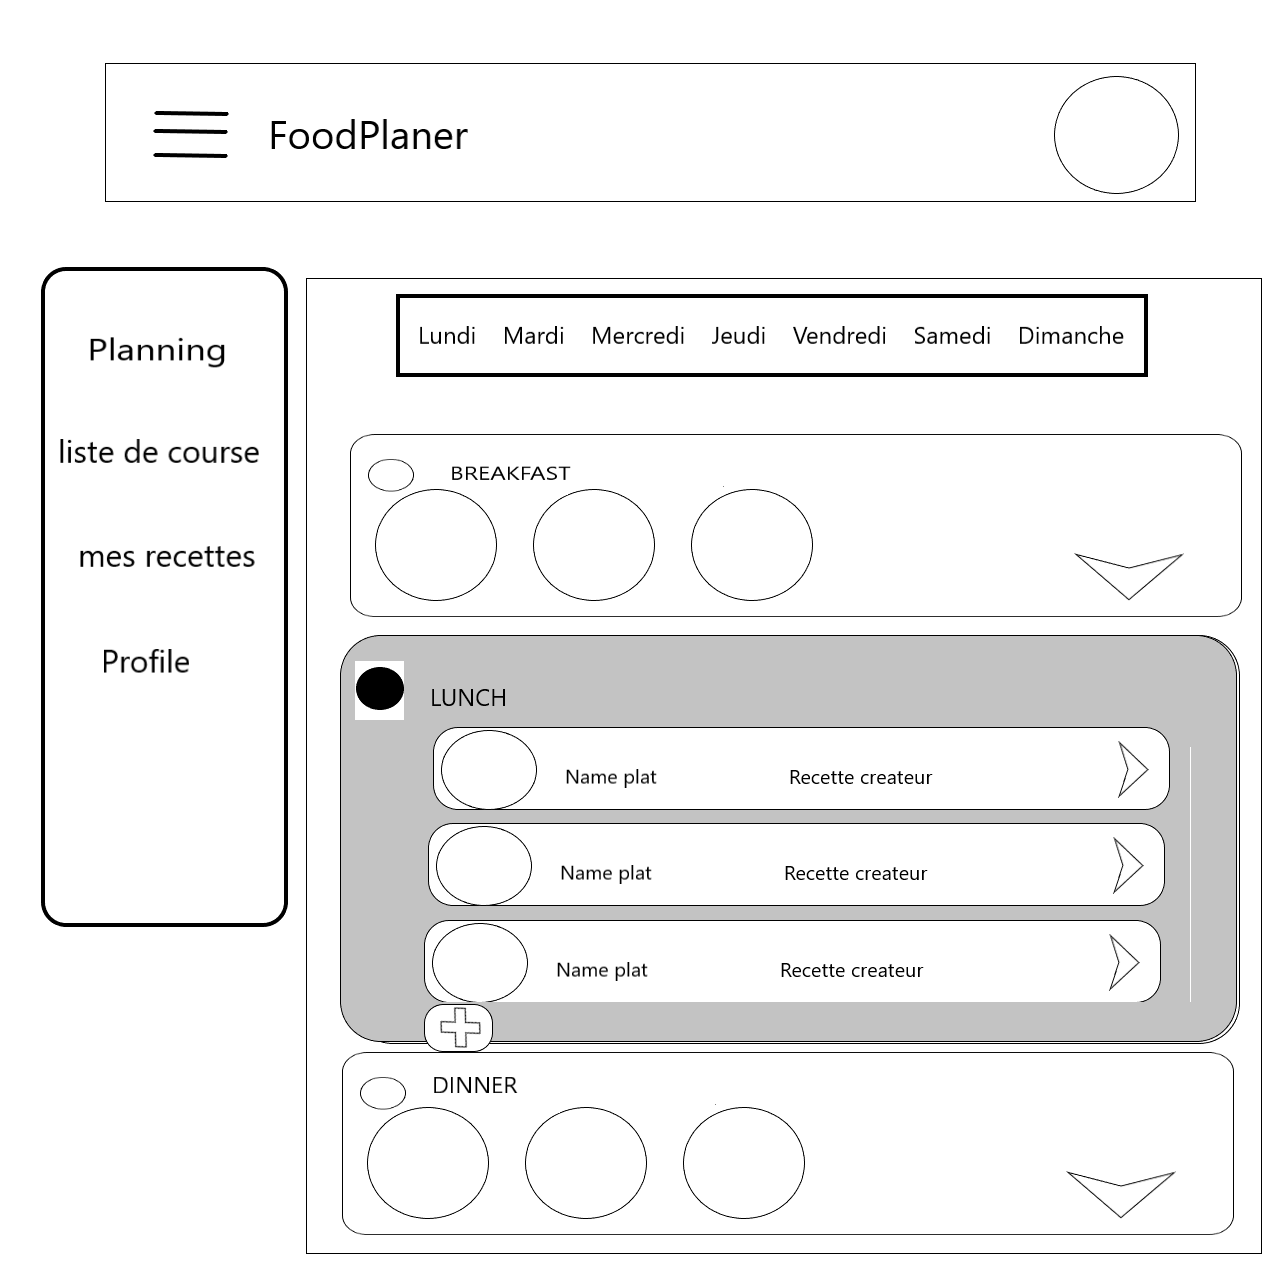 FoodPlaner
Planning
liste de course
mes recettes
Profile
Lundi Mardi Mercredi Jeudi Vendredi Samedi Dimanche
BREAKFAST
LUNCH
Name plat Recette createur
Name plat Recette createur
Name plat Recette createur
DINNER